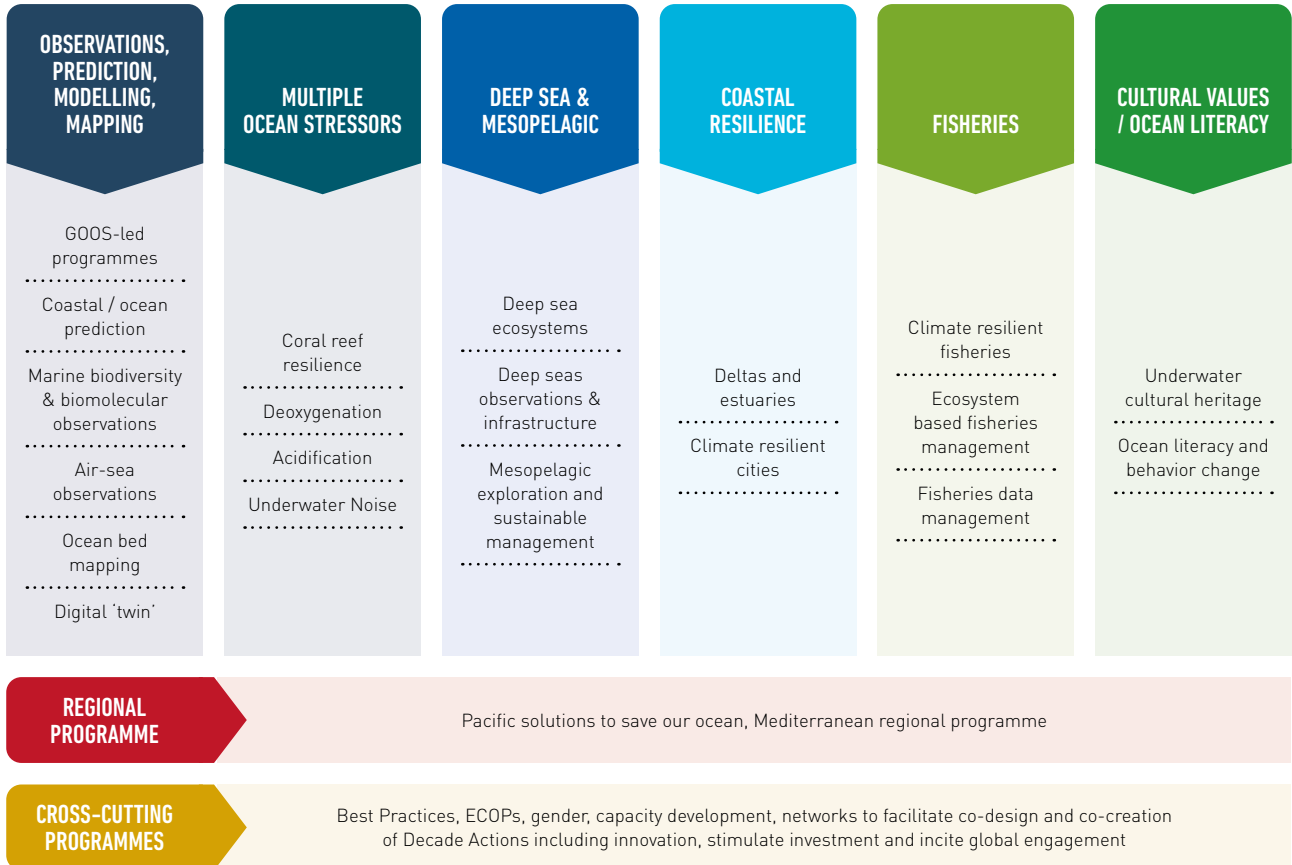 OBSERVATIONS,
PREDICTION,
MODELLING,
MAPPING
GOOS-led
programmes
Coastal / ocean
prediction
Marine biodiversity
& biomolecular
observations
Air-sea
observations
Ocean bed
mapping
Digital ‘twin’
MULTIPLE
OCEAN STRESSORS
Coral reef
resilience
Deoxygenation
Acidification
Underwater Noise
DEEP SEA &
MESOPELAGIC
Deep sea
ecosystems
Deep seas
observations &
infrastructure
Mesopelagic
exploration and
sustainable
management
COASTAL
RESILIENCE
Deltas and
estuaries
Climate resilient
cities
FISHERIES
Climate resilient
fisheries
Ecosystem
based fisheries
management
Fisheries data
management
CULTURAL VALUES
/ OCEAN LITERACY
Underwater
cultural heritage
Ocean literacy and
behavior change
REGIONAL
PROGRAMME
Pacific solutions to save our ocean, Mediterranean regional programme
CROSS-CUTTING
PROGRAMMES
Best Practices, ECOPs, gender, capacity development, networks to facilitate co-design and co-creation
of Decade Actions including innovation, stimulate investment and incite global engagement